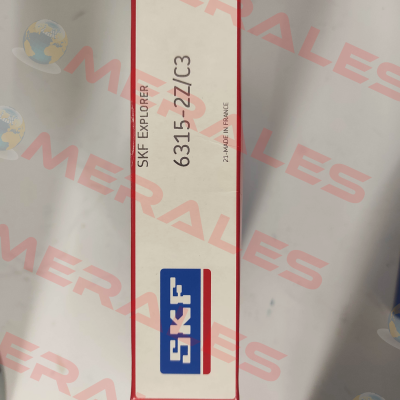 SKF EXPLORER
6315-2Z/C3
21-MADE IN FRANCE
SKF
MERALES
MERALES
MERALES